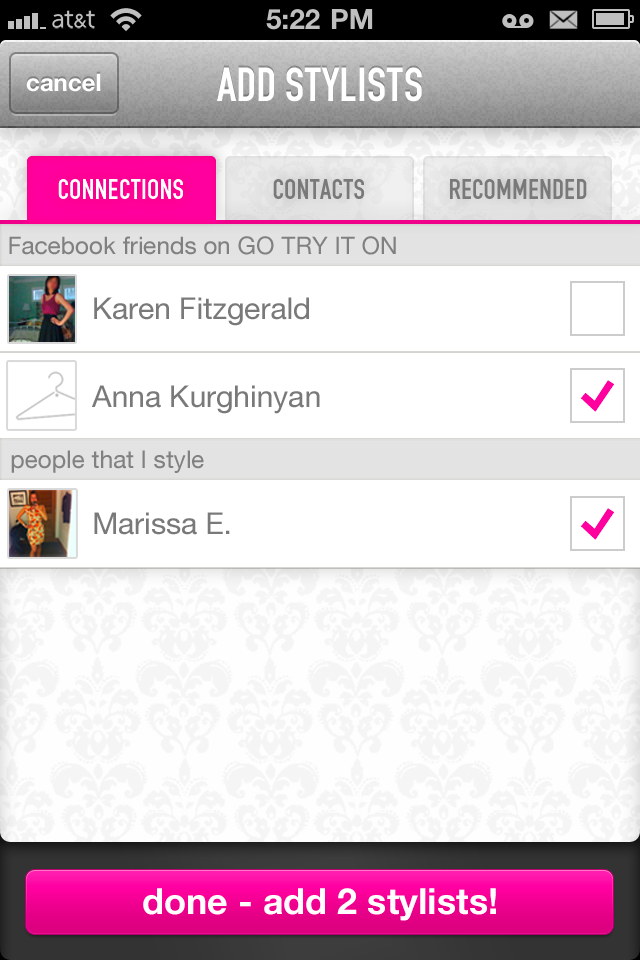 at&t 5:22 PM
cancel ADD STYLISTS
CONNECTIONS CONTACTS RECOMMENDED
Facebook friends on GO TRY IT ON
Karen Fitzgerald
Anna Kurghinyan
people that I style
Marissa E.
done - add 2 stylists!